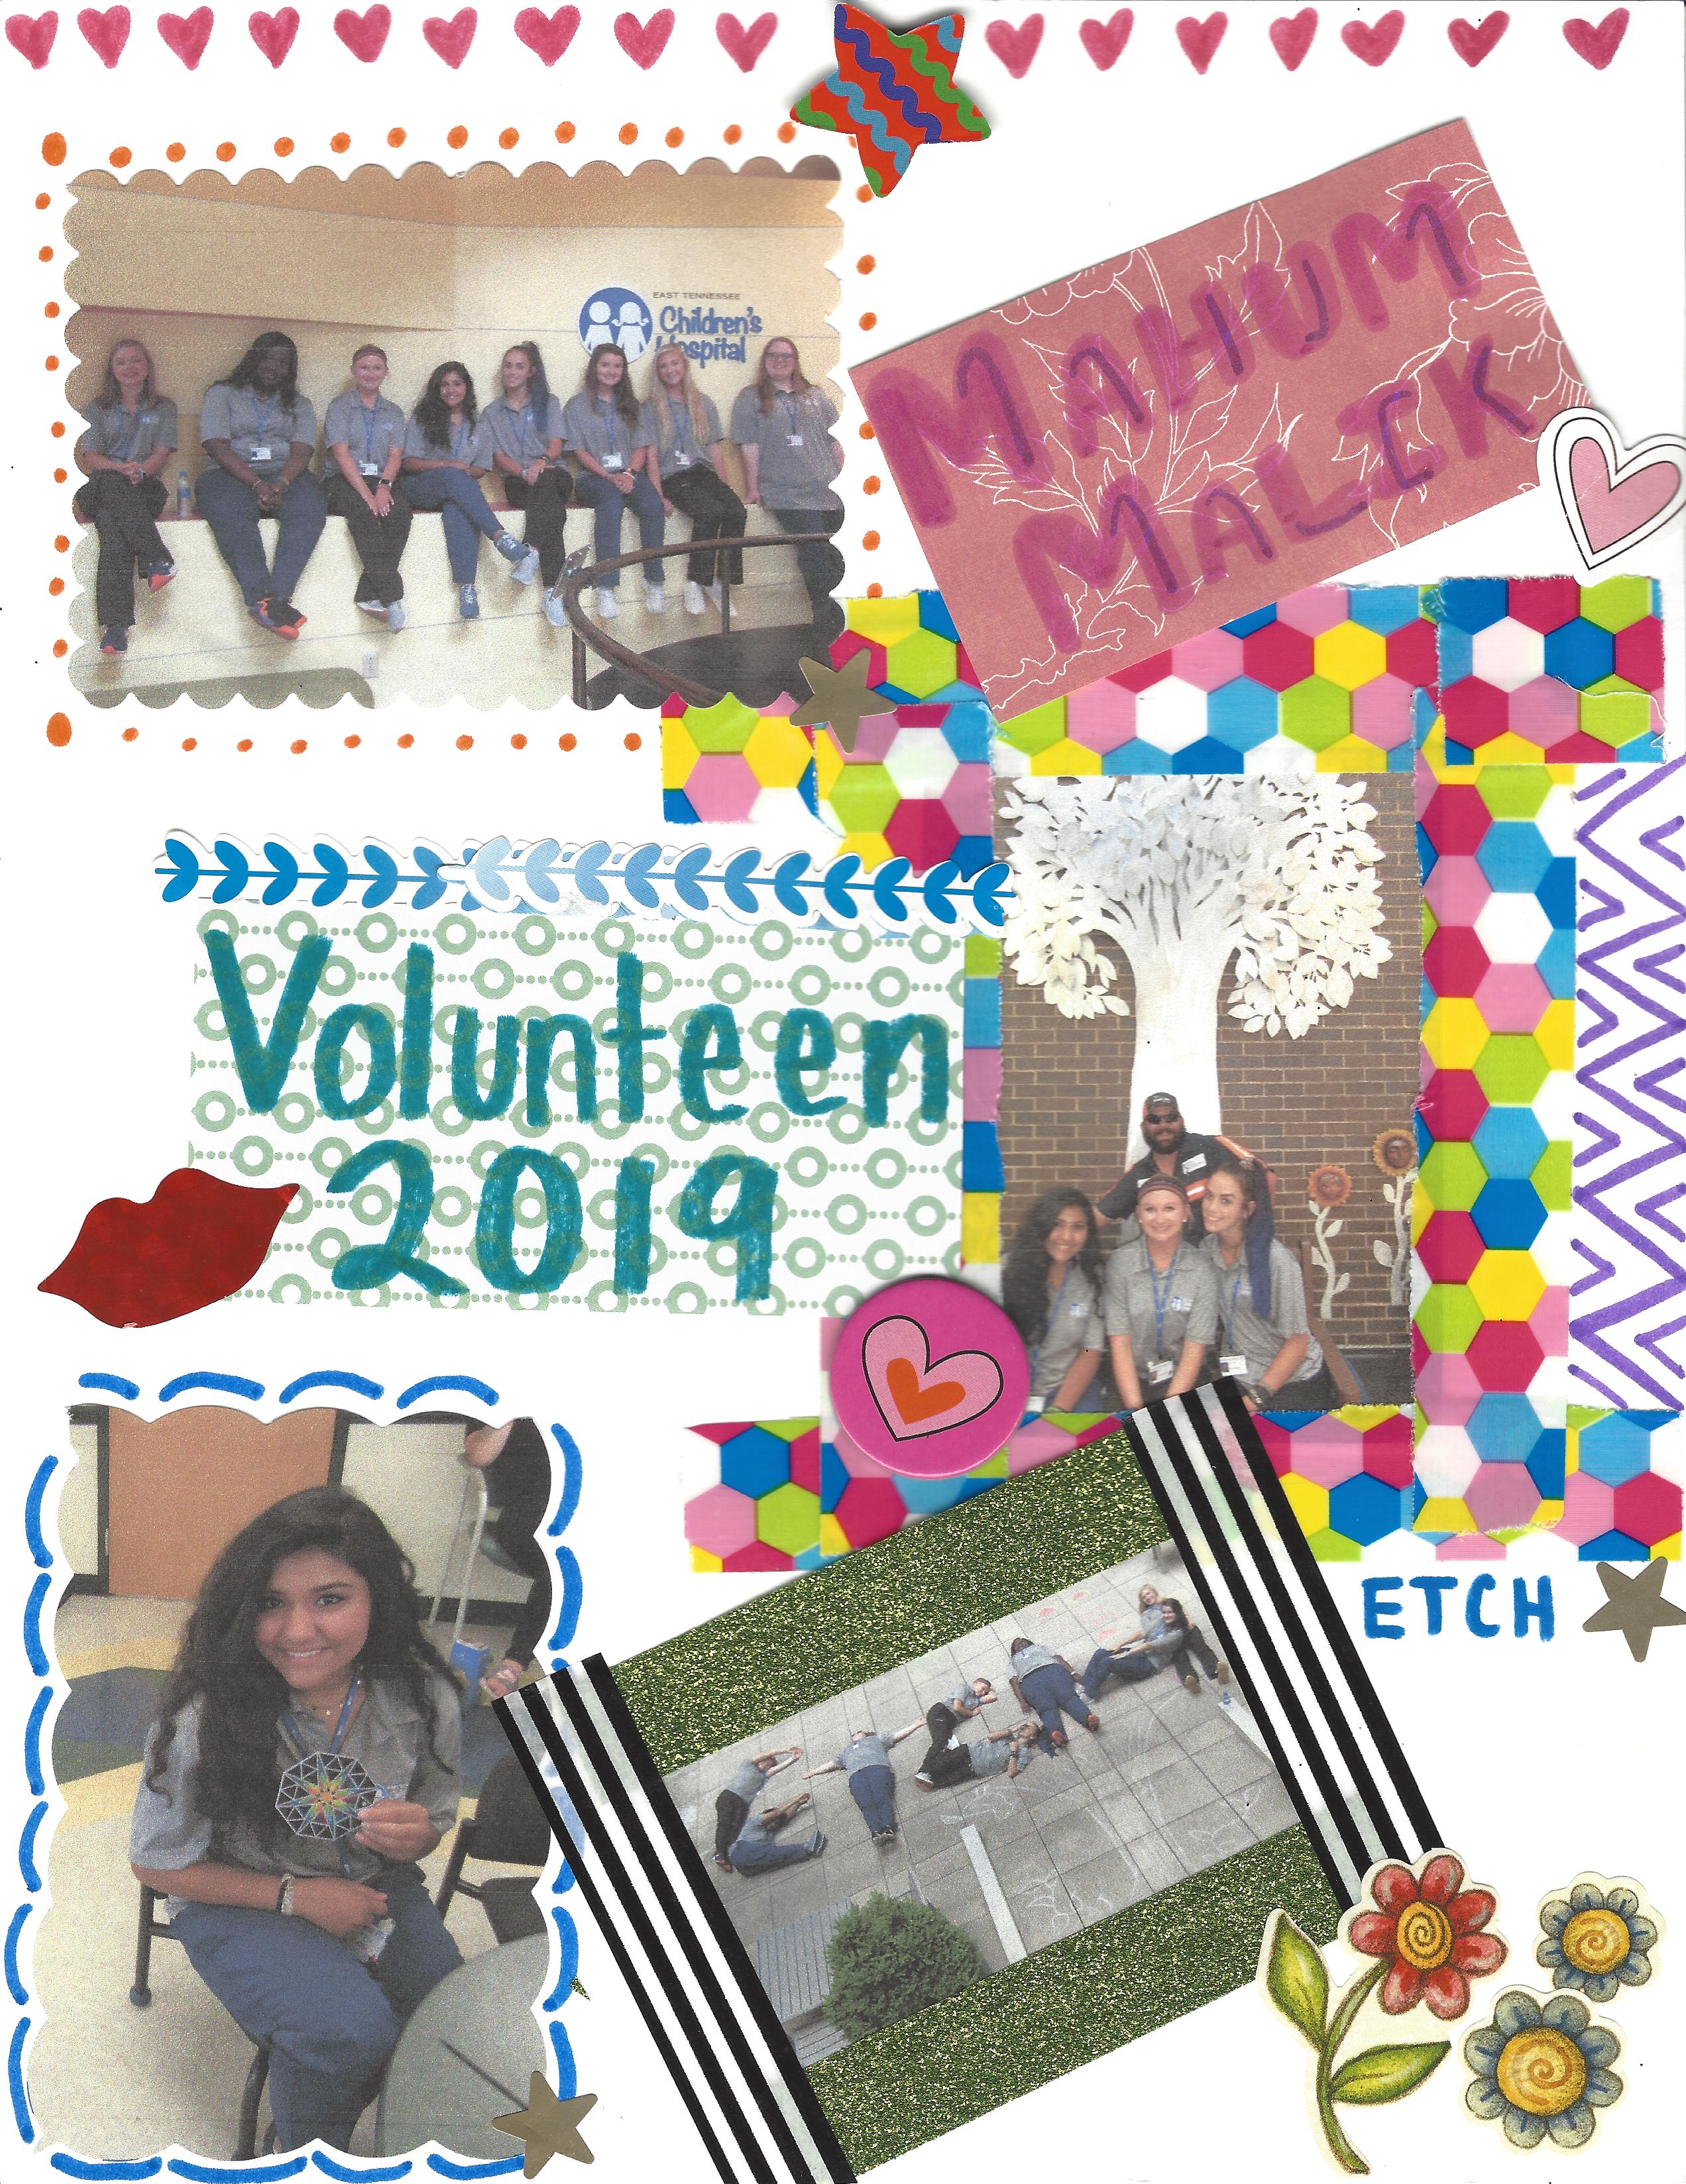 EAST TENNESSEE
Children's
Hospital
MAHUM
MALIK
Volunteen
2019
ETCH